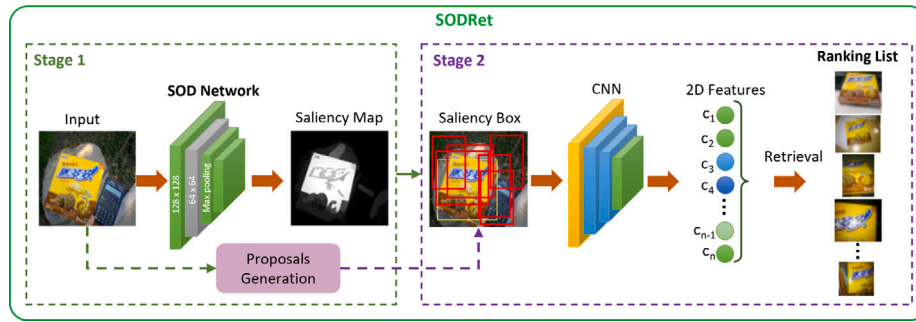 SODRet
Stage 1
SOD Network
Input
128 x 128
64 x 64
Max pooling
Saliency Map
Proposals
Generation
Stage 2
Saliency Box
CNN
2D Features
C1
C2
C3
C4
Cn-1
Cn
Retrieval
Ranking List